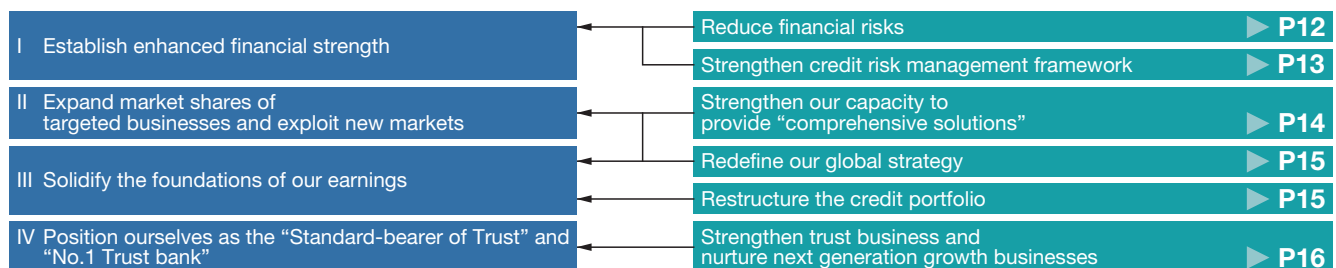 I Establish enhanced financial strength
II Expand market shares of
targeted businesses and exploit new markets
III Solidify the foundations of our earnings
IV Position ourselves as the “Standard-bearer of Trust” and
“No.1 Trust bank”
Reduce financial risks P12
Strengthen credit risk management framework P13
Strengthen our capacity to
provide “comprehensive solutions” P14
Redefine our global strategy P15
Restructure the credit portfolio P15
Strengthen trust business and
nurture next generation growth businesses P16